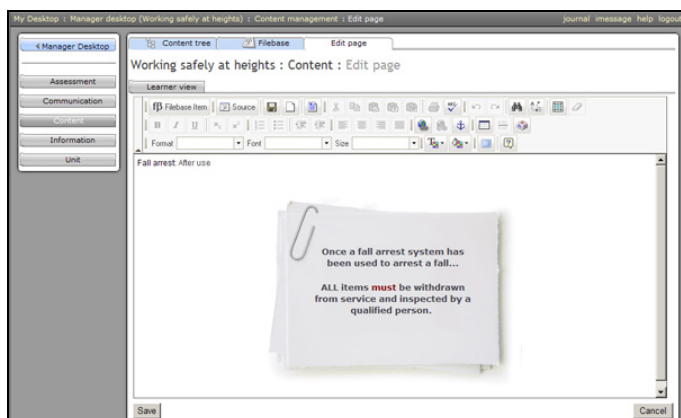 My Desktop : Manager desktop (Working safely at heights) : Content management : Edit page
journal imessage help logout
Manager Desktop
Assessment
Communication
Content
Information
Unit
Content tree
Filebase
Edit page
Working safely at heights : Content : Edit page
Learner view
fβ Filebase Item
Source
B I U
Format
Font
Size
Fall arrest: After use
Once a fall arrest system has
been used to arrest a fall...
ALL items must be withdrawn
from service and inspected by a
qualified person.
Save
Cancel